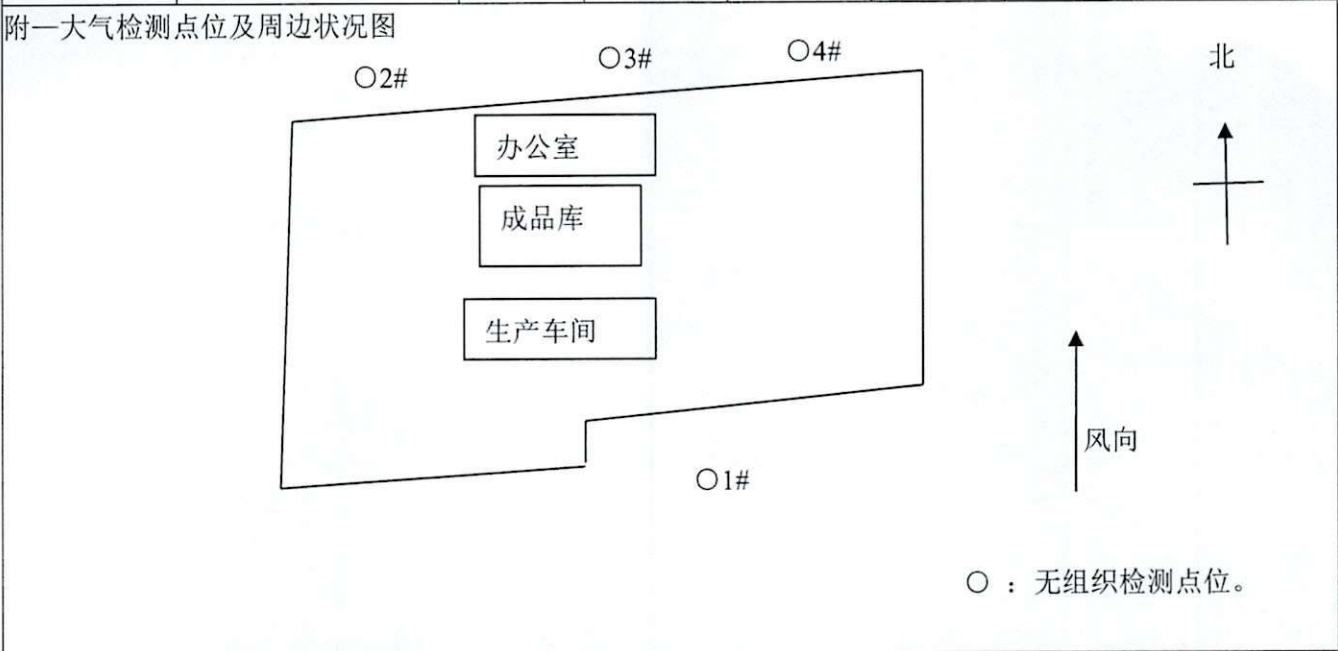 附一大气检测点位及周边状况图
○2#
○3#
○4#
北
办公室
成品库
生产车间
风向
○1#
○ ：无组织检测点位。